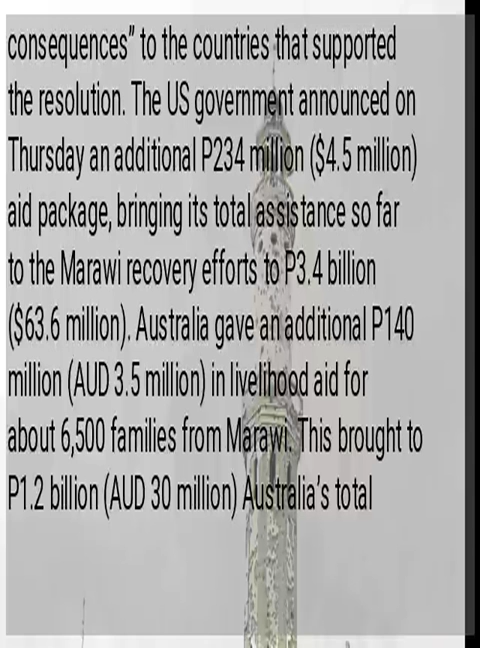 consequences” to the countries that supported
the resolution. The US government announced on
Thursday an additional P234 million ($4.5 million)
aid package, bringing its total assistance so far
to the Marawi recovery efforts to P3.4 billion
($63.6 million). Australia gave an additional P140
million (AUD 3.5 million) in livelihood aid for
about 6,500 families from Marawi. This brought to
P1.2 billion (AUD 30 million) Australia’s total